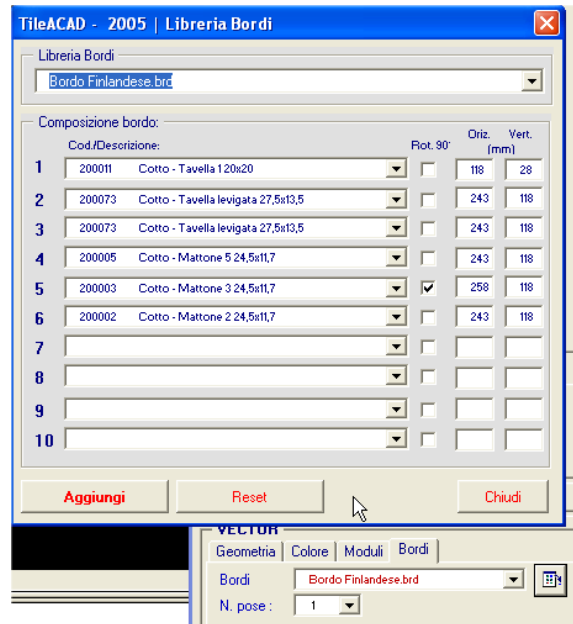 TileACAD - 2005 | Libreria Bordi
Libreria Bordi
Bordo Finlandese.brd
Composizione bordo:
Cod./Descrizione: Rot. 90° Oriz. Vert.
(mm)
1 200011 Cotto - Tavella 120x20 118 28
2 200073 Cotto - Tavella levigata 27,5x13,5 243 118
3 200073 Cotto - Tavella levigata 27,5x13,5 243 118
4 200005 Cotto - Mattone 5 24,5x11,7 243 118
5 200003 Cotto - Mattone 3 24,5x11,7 258 118
6 200002 Cotto - Mattone 2 24,5x11,7 243 118
7
8
9
10
Aggiungi Reset Chiudi
VECTOR
Geometria Colore Moduli Bordi
Bordi Bordo Finlandese.brd
N. pose : 1